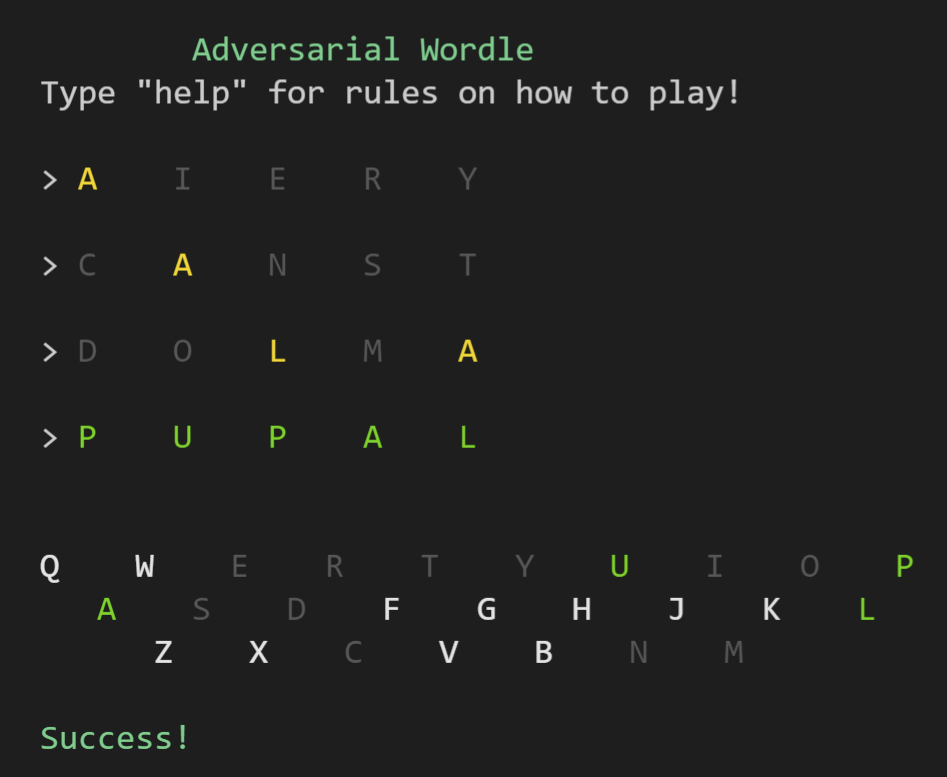 Adversarial Wordle
Type "help" for rules on how to play!
> A I E R Y
> C A N S T
> D O L M A
> P U P A L
Q W E R T Y U I O P
A S D F G H J K L
Z X C V B N M
Success!